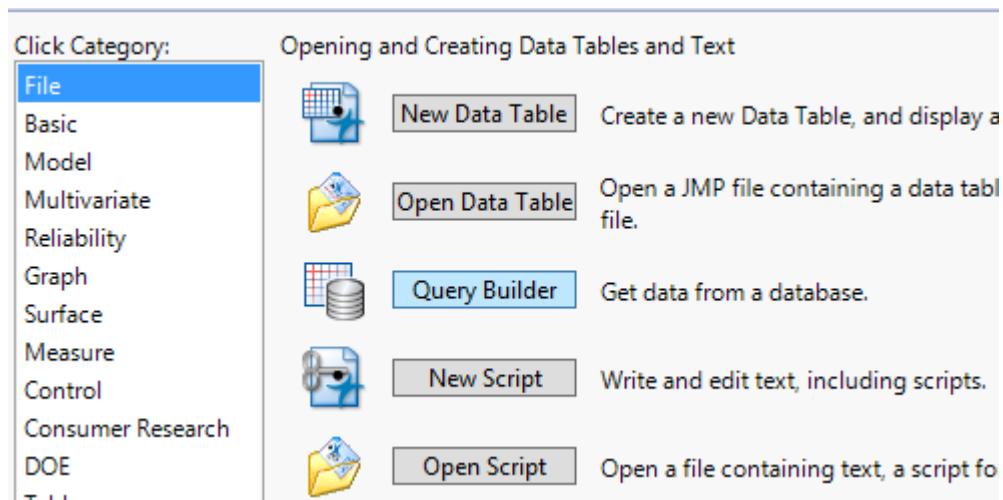 Click Category:
File
Basic
Model
Multivariate
Reliability
Graph
Surface
Measure
Control
Consumer Research
DOE
Opening and Creating Data Tables and Text
New Data Table
Create a new Data Table, and display a
Open Data Table
Open a JMP file containing a data tabl
file.
Query Builder
Get data from a database.
New Script
Write and edit text, including scripts.
Open Script
Open a file containing text, a script fo